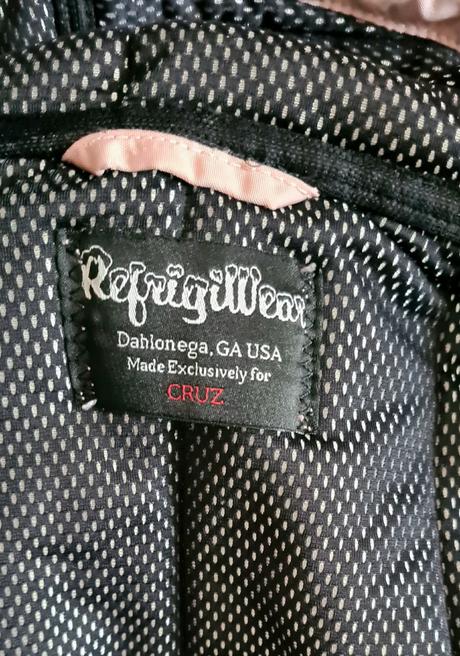 RefrigiWear
Dahlonega, GA USA
Made Exclusively for
CRUZ